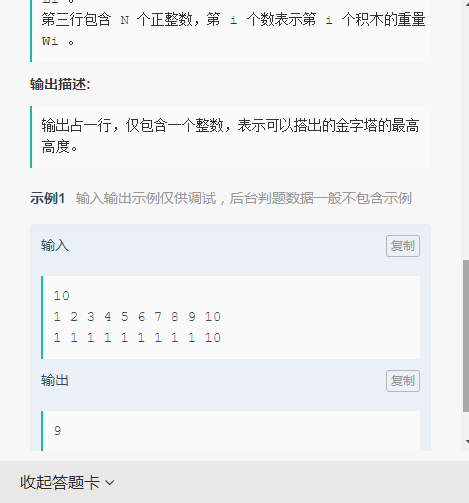 第三行包含 N 个正整数，第 i 个数表示第 i 个积木的重量
Wi 。
输出描述:
输出占一行，仅包含一个整数，表示可以搭出的金字塔的最高
高度。
示例1 输入输出示例仅供调试，后台判题数据一般不包含示例
输入 复制
10
1 2 3 4 5 6 7 8 9 10
1 1 1 1 1 1 1 1 1 10
输出 复制
9
收起答题卡